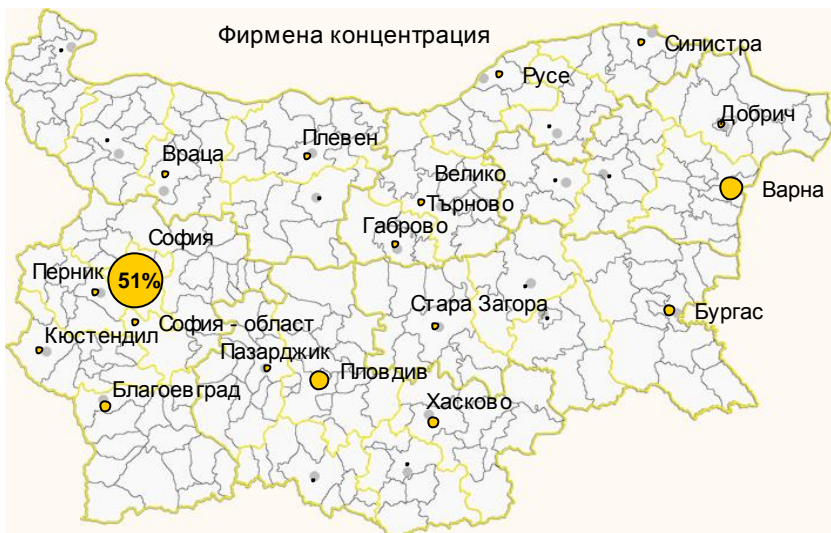 Фирмена концентрация
Силистра
Русе
Добрич
Плевен
Враца
Велико
Търново
Варна
Габрово
София
Перник
51%
Стара Загора
Бургас
София - област
Кюстендил
Пазарджик
Пловдив
Благоевград
Хасково